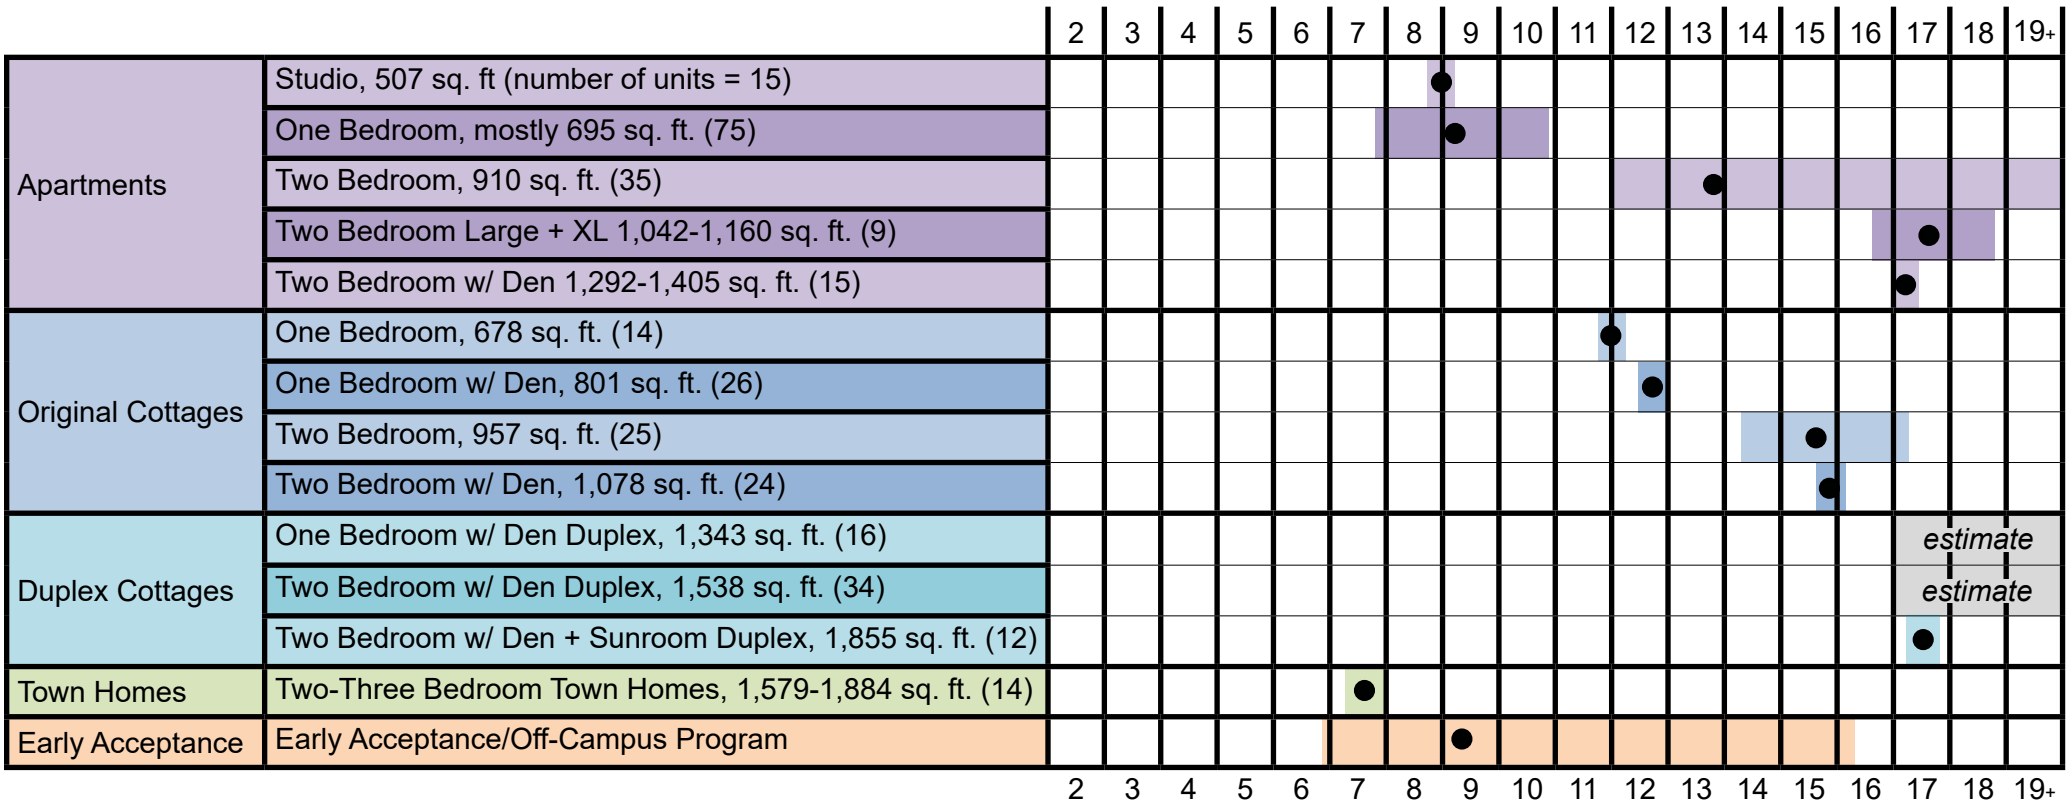 2 3 4 5 6 7 8 9 10 11 12 13 14 15 16 17 18 19+
Apartments
Studio, 507 sq. ft (number of units = 15)
One Bedroom, mostly 695 sq. ft. (75)
Two Bedroom, 910 sq. ft. (35)
Two Bedroom Large + XL 1,042-1,160 sq. ft. (9)
Two Bedroom w/ Den 1,292-1,405 sq. ft. (15)
Original Cottages
One Bedroom, 678 sq. ft. (14)
One Bedroom w/ Den, 801 sq. ft. (26)
Two Bedroom, 957 sq. ft. (25)
Two Bedroom w/ Den, 1,078 sq. ft. (24)
Duplex Cottages
One Bedroom w/ Den Duplex, 1,343 sq. ft. (16)
estimate
Two Bedroom w/ Den Duplex, 1,538 sq. ft. (34)
estimate
Two Bedroom w/ Den + Sunroom Duplex, 1,855 sq. ft. (12)
Town Homes
Two-Three Bedroom Town Homes, 1,579-1,884 sq. ft. (14)
Early Acceptance
Early Acceptance/Off-Campus Program
2 3 4 5 6 7 8 9 10 11 12 13 14 15 16 17 18 19+